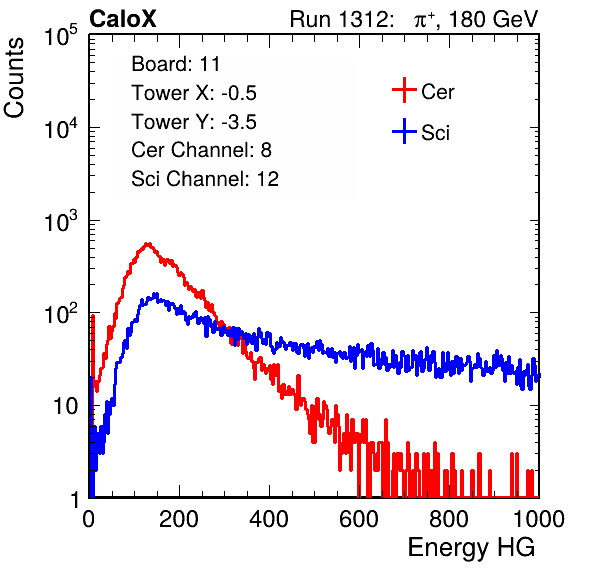 CaloX Run 1312: π⁺, 180 GeV
Counts
10⁵
10⁴
10³
10²
10
1
Board: 11
Tower X: -0.5
Tower Y: -3.5
Cer Channel: 8
Sci Channel: 12
Cer
Sci
0 200 400 600 800 1000
Energy HG